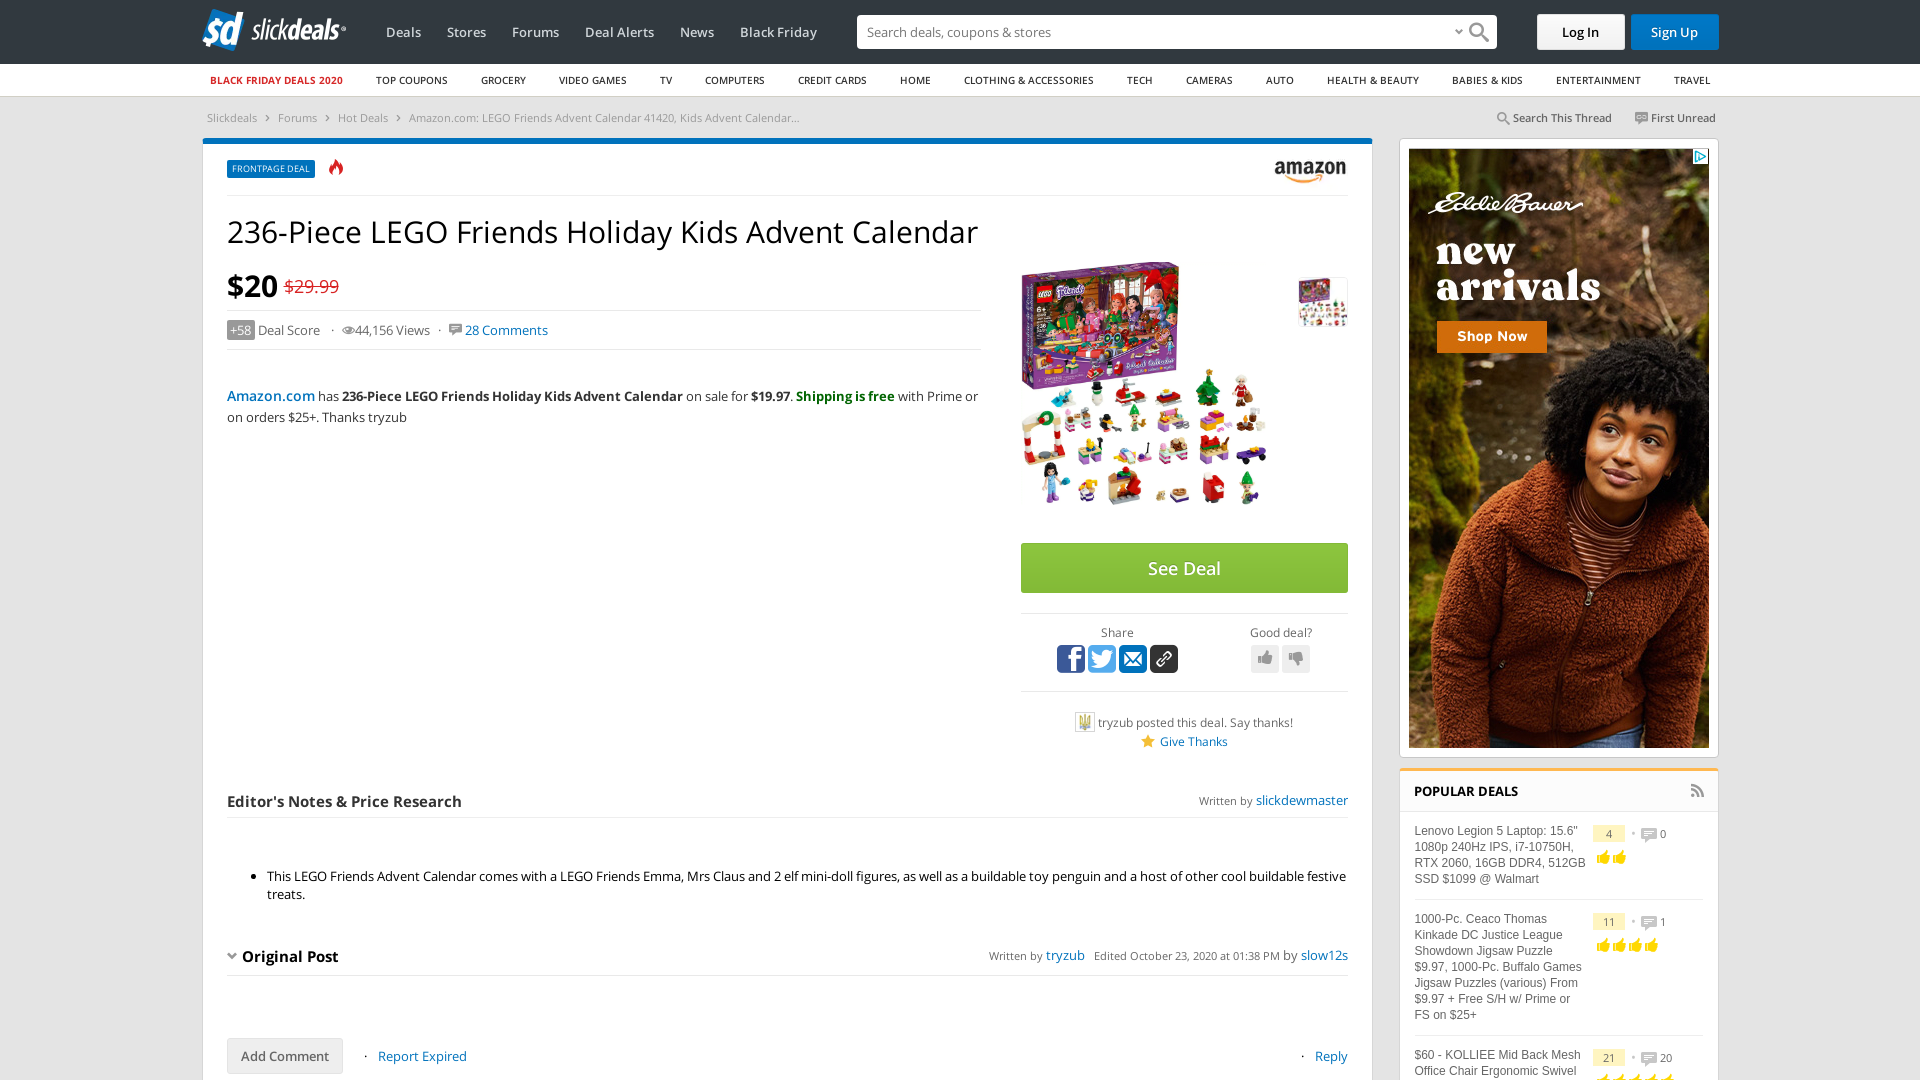 sd slickdeals
Deals
Stores
Forums
Deal Alerts
News
Black Friday
Search deals, coupons & stores
Log In
Sign Up
BLACK FRIDAY DEALS 2020
TOP COUPONS
GROCERY
VIDEO GAMES
TV
COMPUTERS
CREDIT CARDS
HOME
CLOTHING & ACCESSORIES
TECH
CAMERAS
AUTO
HEALTH & BEAUTY
BABIES & KIDS
ENTERTAINMENT
TRAVEL
Slickdeals › Forums › Hot Deals › Amazon.com: LEGO Friends Advent Calendar 41420, Kids Advent Calendar...
Search This Thread
First Unread
FRONTPAGE DEAL
amazon
236-Piece LEGO Friends Holiday Kids Advent Calendar
$20 $29.99
+58 Deal Score · 44,156 Views · 28 Comments
Amazon.com has 236-Piece LEGO Friends Holiday Kids Advent Calendar on sale for $19.97. Shipping is free with Prime or
on orders $25+. Thanks tryzub
LEGO Friends
See Deal
Share
Good deal?
tryzub posted this deal. Say thanks!
Give Thanks
Editor's Notes & Price Research
Written by slickdewmaster
• This LEGO Friends Advent Calendar comes with a LEGO Friends Emma, Mrs Claus and 2 elf mini-doll figures, as well as a buildable toy penguin and a host of other cool buildable festive
treats.
Original Post
Written by tryzub Edited October 23, 2020 at 01:38 PM by slow12s
Add Comment
· Report Expired
· Reply
Eddie Bauer
new
arrivals
Shop Now
POPULAR DEALS
Lenovo Legion 5 Laptop: 15.6"
1080p 240Hz IPS, i7-10750H,
RTX 2060, 16GB DDR4, 512GB
SSD $1099 @ Walmart
4 • 0
1000-Pc. Ceaco Thomas
Kinkade DC Justice League
Showdown Jigsaw Puzzle
$9.97, 1000-Pc. Buffalo Games
Jigsaw Puzzles (various) From
$9.97 + Free S/H w/ Prime or
FS on $25+
11 • 1
$60 - KOLLIEE Mid Back Mesh
Office Chair Ergonomic Swivel
21 • 20